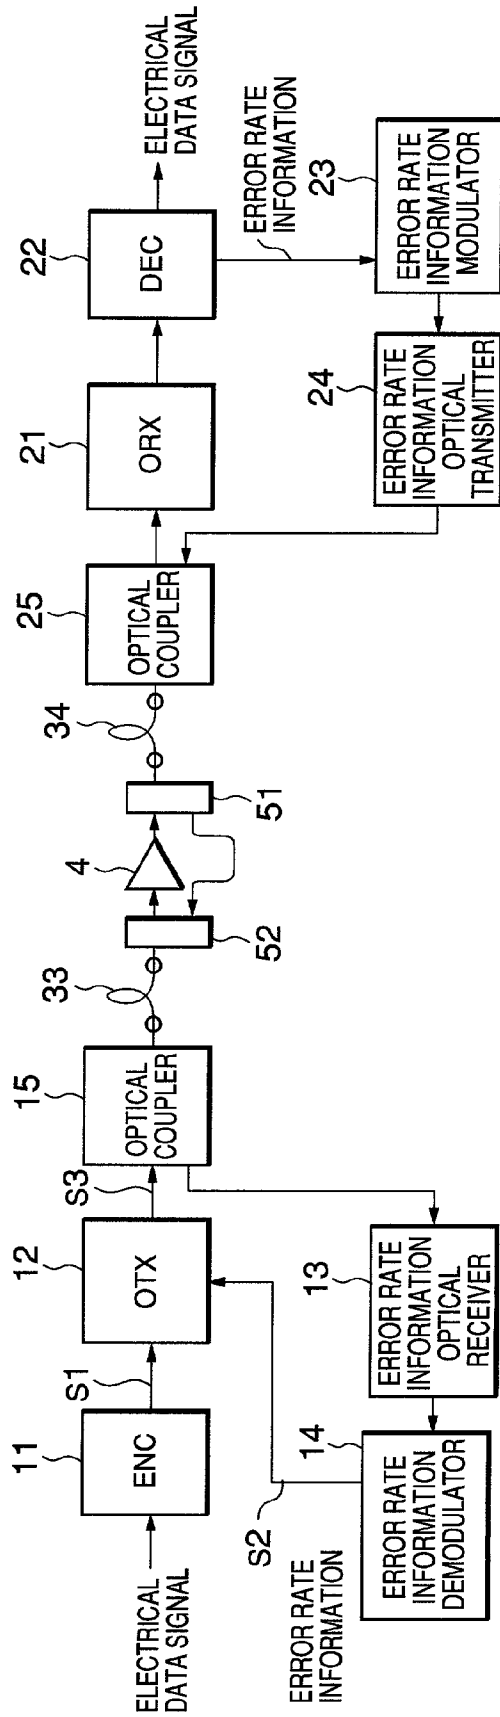 ELECTRICAL
DATA SIGNAL
11
ENC
S1
12
OTX
S3
15
OPTICAL
COUPLER
33
52
4
51
34
25
OPTICAL
COUPLER
21
ORX
22
DEC
ELECTRICAL
DATA SIGNAL
ERROR RATE
INFORMATION
S2
14
ERROR RATE
INFORMATION
DEMODULATOR
13
ERROR RATE
INFORMATION
OPTICAL
RECEIVER
24
ERROR RATE
INFORMATION
OPTICAL
TRANSMITTER
ERROR RATE
INFORMATION
23
ERROR RATE
INFORMATION
MODULATOR